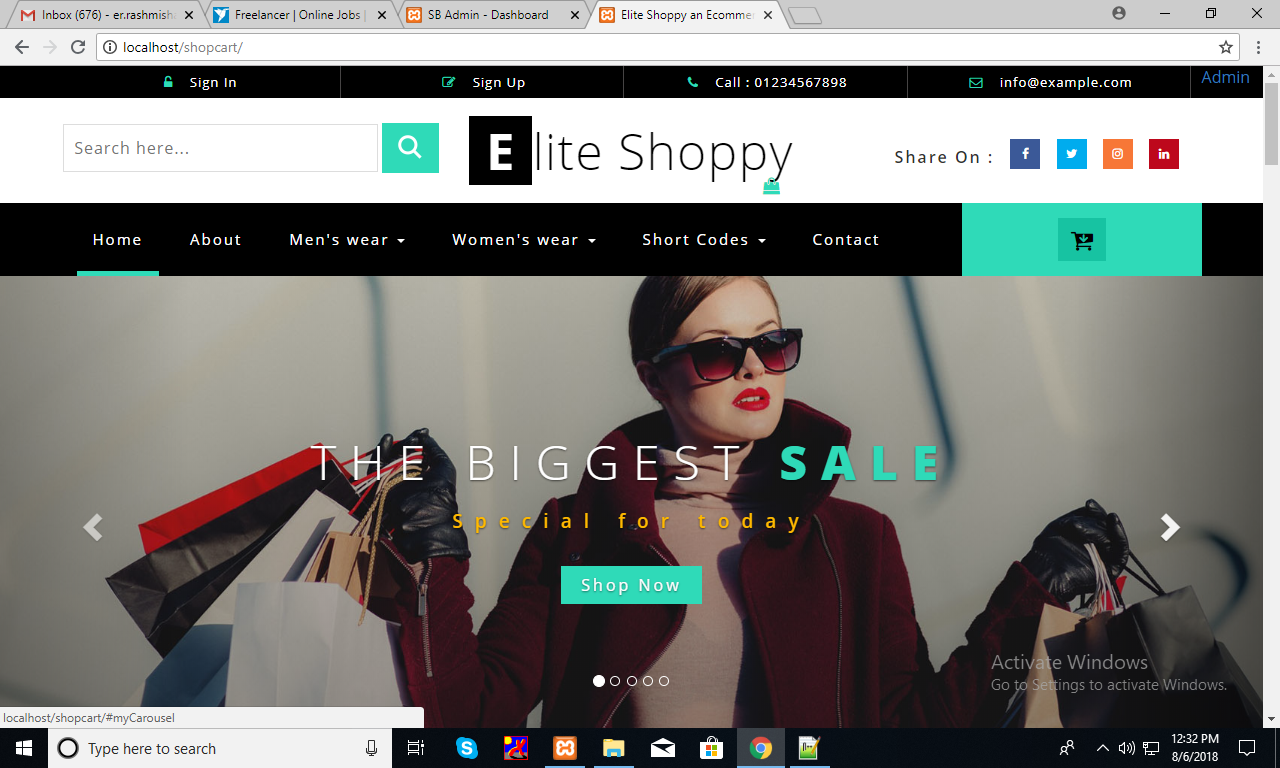 Inbox (676) - er.rashmisha
Freelancer | Online Jobs |
SB Admin - Dashboard
Elite Shoppy an Ecomme
localhost/shopcart/
Sign In
Sign Up
Call : 01234567898
info@example.com
Admin
Search here...
Elite Shoppy
Share On :
Home
About
Men's wear
Women's wear
Short Codes
Contact
THE BIGGEST SALE
Special for today
Shop Now
Activate Windows
Go to Settings to activate Windows.
localhost/shopcart/#myCarousel
Type here to search
12:32 PM
8/6/2018